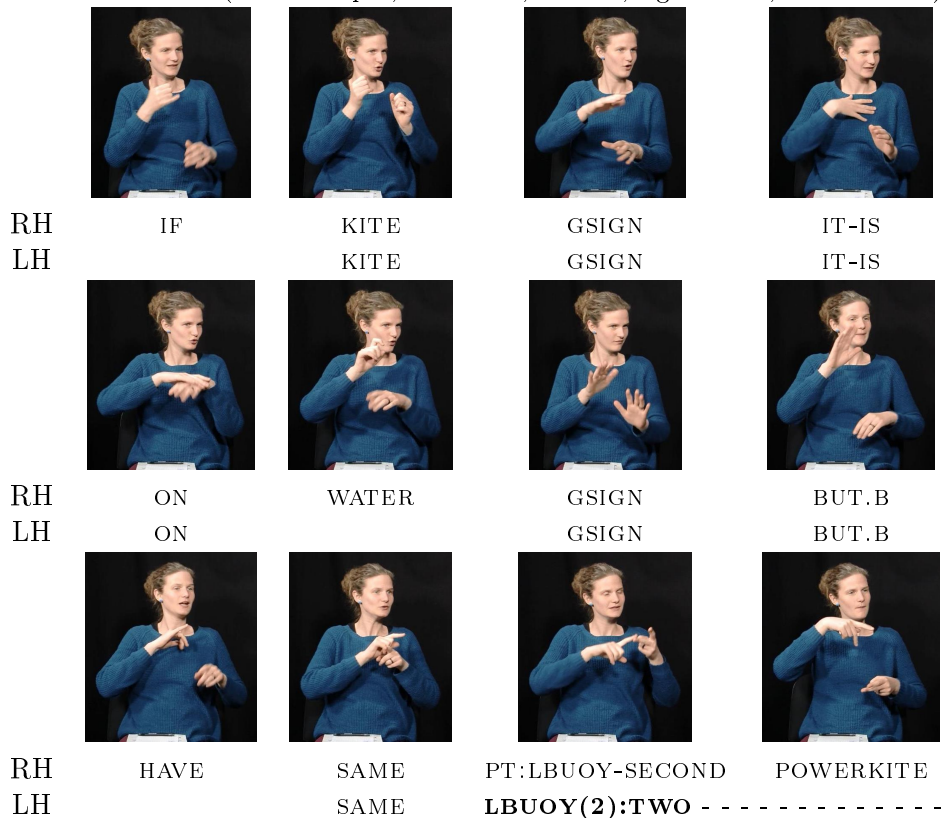 RH IF KITE GSIGN IT-IS
LH KITE GSIGN IT-IS
RH ON WATER GSIGN BUT.B
LH ON GSIGN BUT.B
RH HAVE SAME PT:LBUOY-SECOND POWERKITE
LH SAME LBUOY(2):TWO - - - - - - - - - - - - -